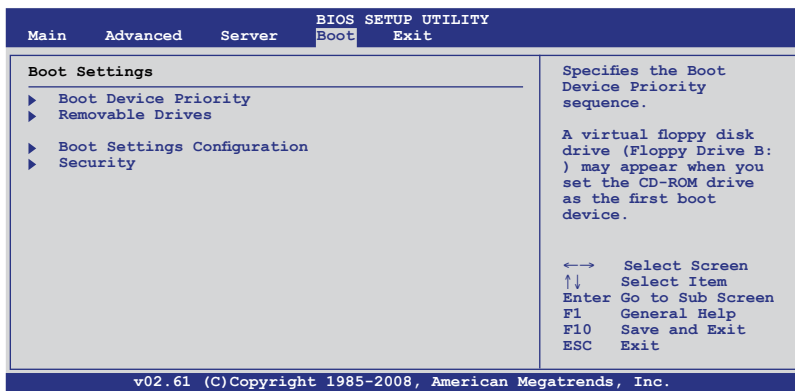 BIOS SETUP UTILITY
Main Advanced Server Boot Exit
Boot Settings
Boot Device Priority
Removable Drives
Boot Settings Configuration
Security
Specifies the Boot
Device Priority
sequence.
A virtual floppy disk
drive (Floppy Drive B:
) may appear when you
set the CD-ROM drive
as the first boot
device.
←→ Select Screen
↑↓ Select Item
Enter Go to Sub Screen
F1 General Help
F10 Save and Exit
ESC Exit
v02.61 (C)Copyright 1985-2008, American Megatrends, Inc.